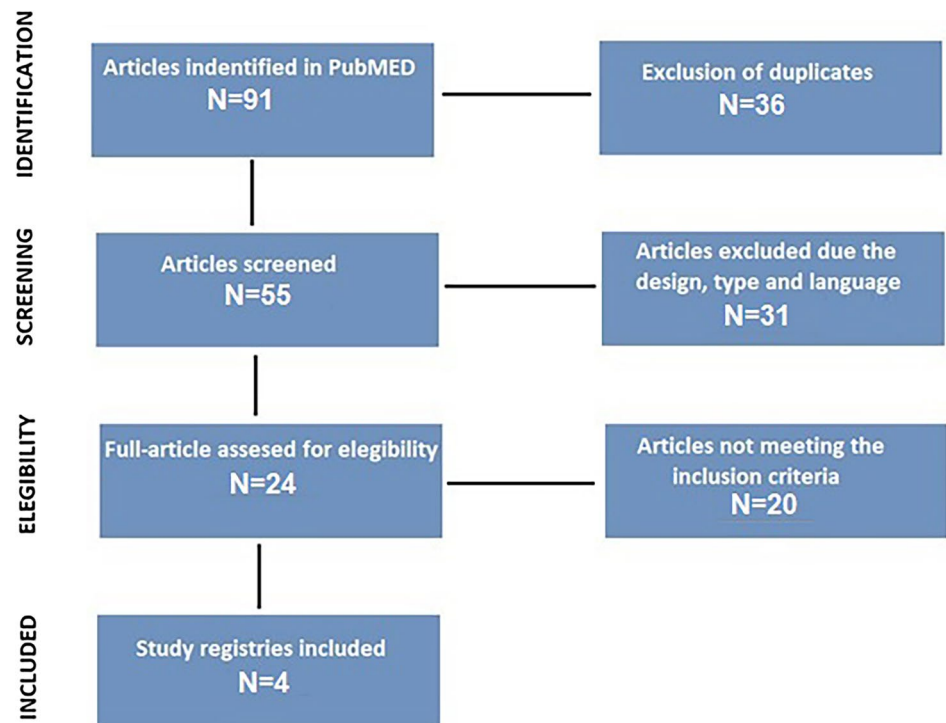 IDENTIFICATION
Articles indentified in PubMED
N=91
Exclusion of duplicates
N=36
SCREENING
Articles screened
N=55
Articles excluded due the
design, type and language
N=31
ELEGIBILITY
Full-article assesed for elegibility
N=24
Articles not meeting the
inclusion criteria
N=20
INCLUDED
Study registries included
N=4